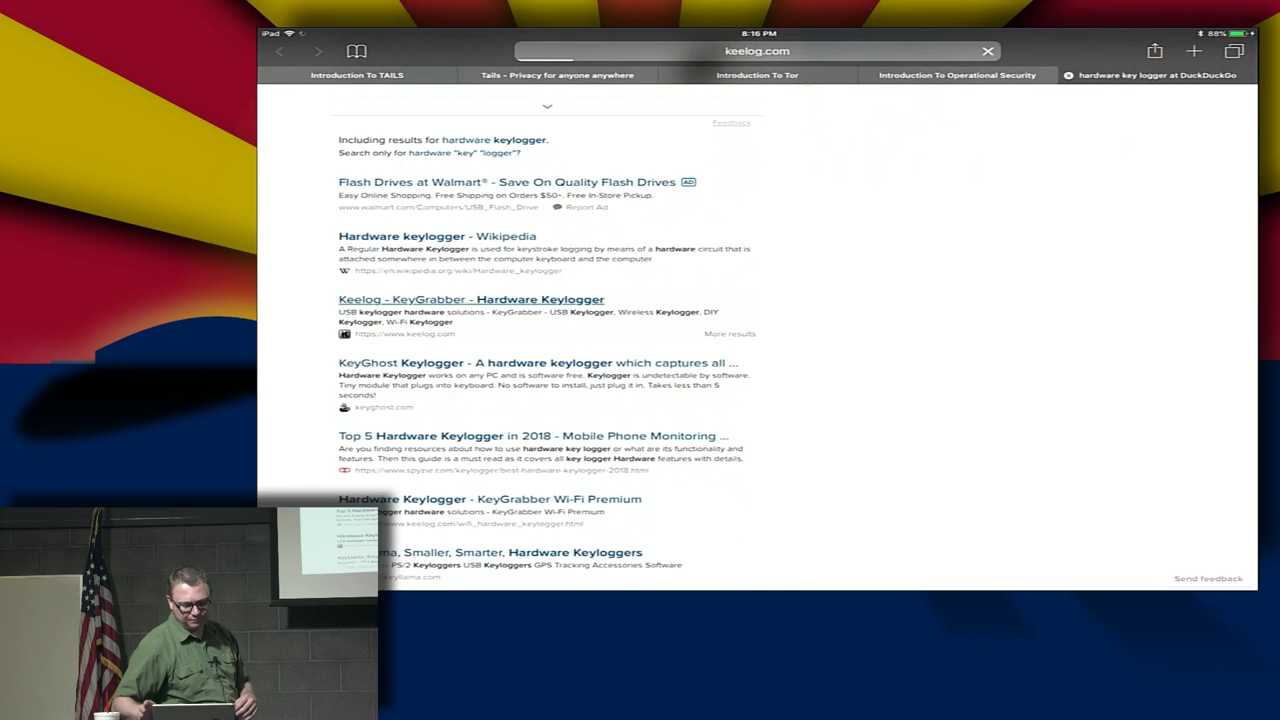 iPad 8:16 PM 88%
keelog.com
Introduction To TAILS Tails - Privacy for anyone anywhere Introduction To Tor Introduction To Operational Security hardware key logger at DuckDuckGo
Feedback
Including results for hardware keylogger.
Search only for hardware "key" "logger"?
Flash Drives at Walmart® - Save On Quality Flash Drives AD
Easy Online Shopping. Free Shipping on Orders $50+. Free In-Store Pickup.
www.walmart.com/Computers/USB_Flash_Drive Report Ad
Hardware keylogger - Wikipedia
A Regular Hardware Keylogger is used for keystroke logging by means of a hardware circuit that is
attached somewhere in between the computer keyboard and the computer.
W https://en.wikipedia.org/wiki/Hardware_keylogger
Keelog - KeyGrabber - Hardware Keylogger
USB keylogger hardware solutions - KeyGrabber - USB Keylogger, Wireless Keylogger, DIY
Keylogger, Wi-Fi Keylogger
K https://www.keelog.com More results
KeyGhost Keylogger - A hardware keylogger which captures all ...
Hardware Keylogger works on any PC and is software free. Keylogger is undetectable by software.
Tiny module that plugs into keyboard. No software to install, just plug it in. Takes less than 5
seconds!
keyghost.com
Top 5 Hardware Keylogger in 2018 - Mobile Phone Monitoring ...
Are you finding resources about how to use hardware key logger or what are its functionality and
features. Then this guide is a must read as it covers all key logger Hardware features with details.
https://www.spyzie.com/keylogger/best-hardware-keylogger-2018.html
Hardware Keylogger - KeyGrabber Wi-Fi Premium
ogger hardware solutions - KeyGrabber Wi-Fi Premium
ww.keelog.com/wifi_hardware_keylogger.html
ma, Smaller, Smarter, Hardware Keyloggers
- PS/2 Keyloggers USB Keyloggers GPS Tracking Accessories Software
keyllama.com
Send feedback